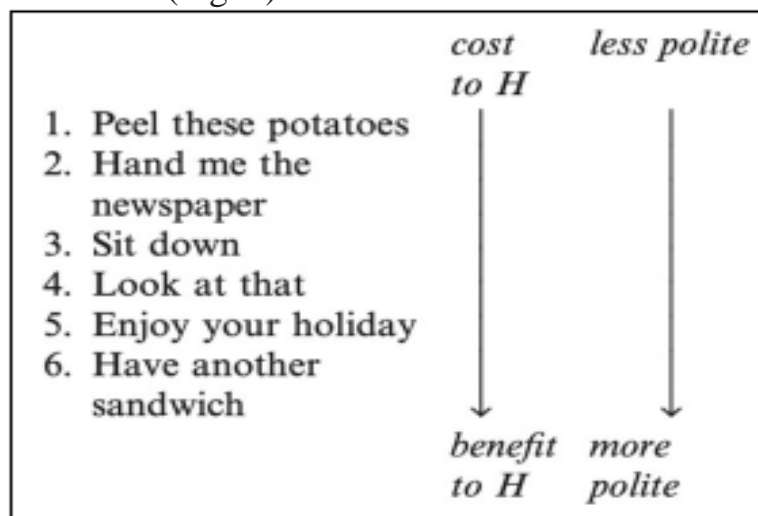 cost less polite
to H
1. Peel these potatoes
2. Hand me the
newspaper
3. Sit down
4. Look at that
5. Enjoy your holiday
6. Have another
sandwich
benefit more
to H polite